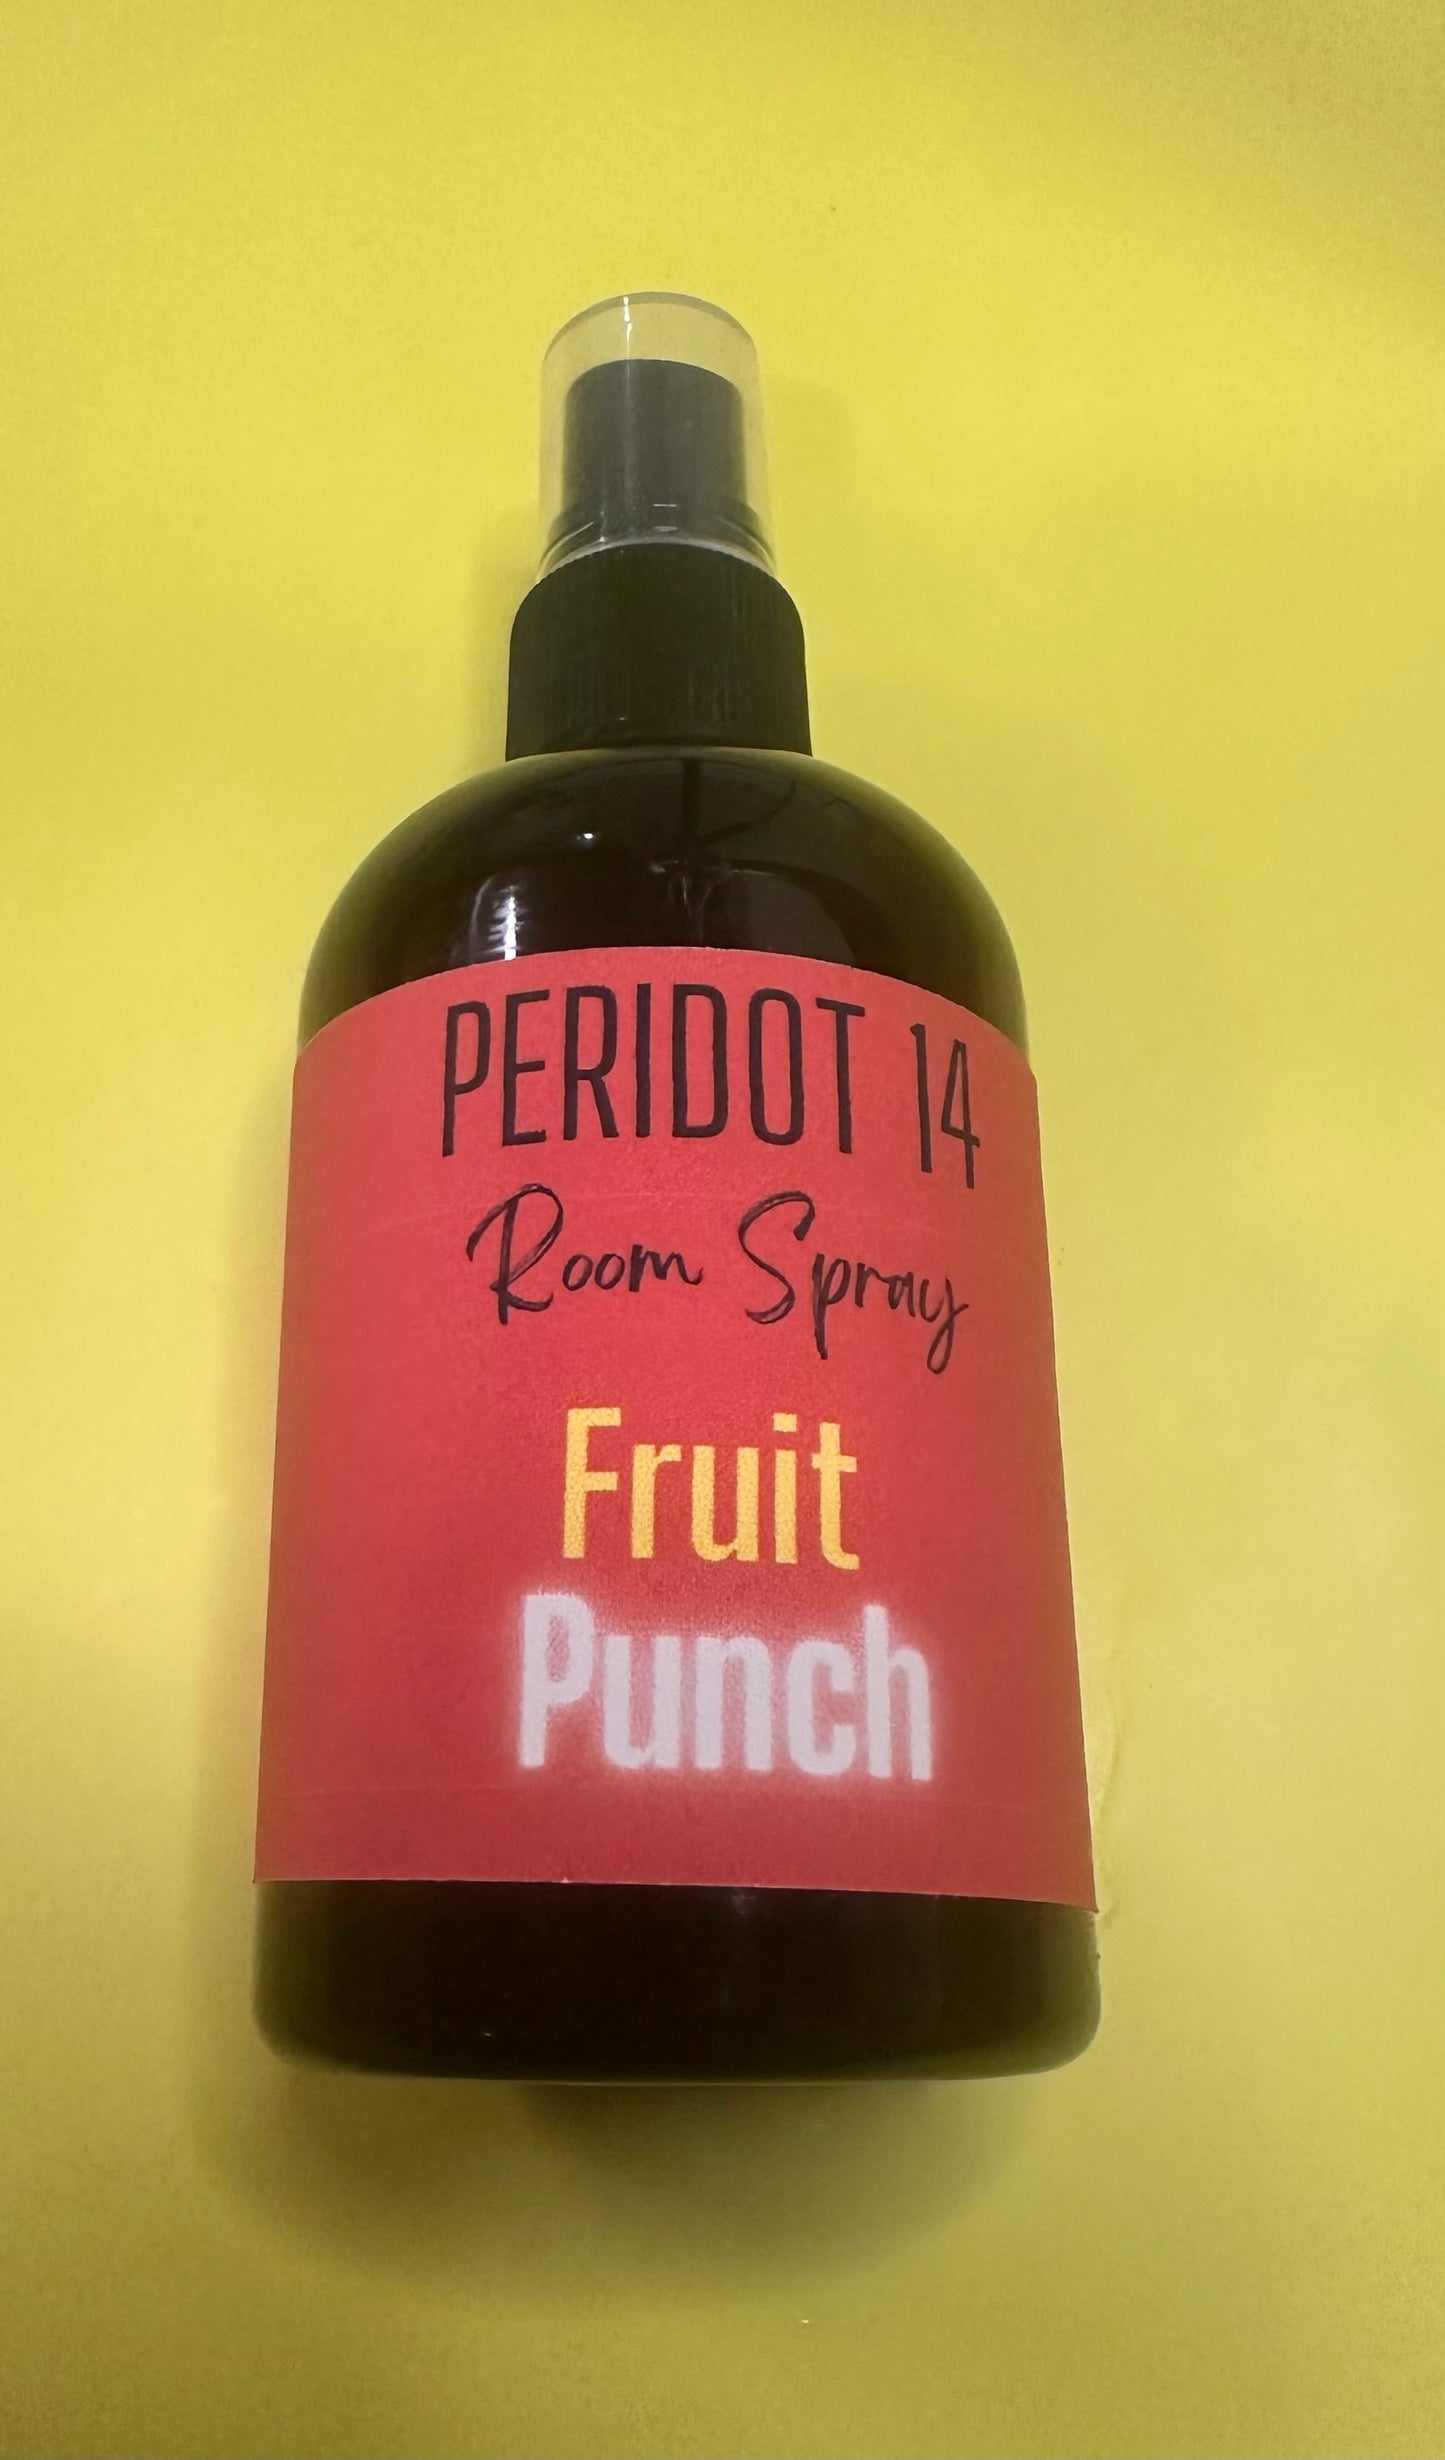 PERIDOT 14
Room Spray
Fruit
Punch